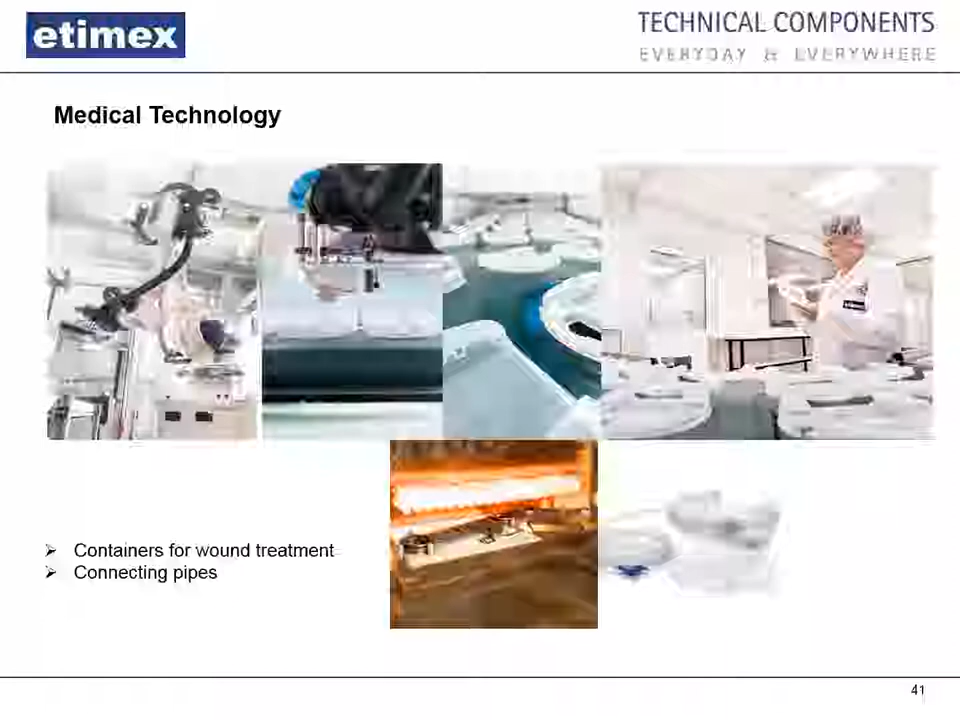 etimex
TECHNICAL COMPONENTS
EVERYDAY & EVERYWHERE
Medical Technology
➢ Containers for wound treatment
➢ Connecting pipes
41